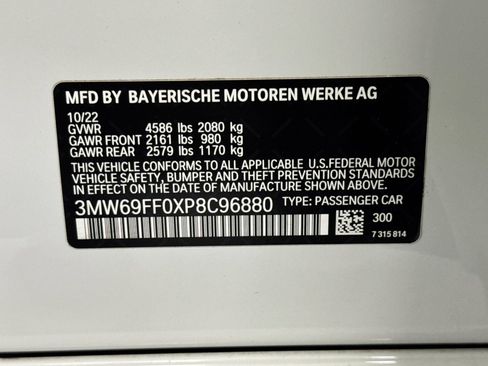 MFD BY BAYERISCHE MOTOREN WERKE AG
10/22
GVWR 4586 lbs 2080 kg
GAWR FRONT 2161 lbs 980 kg
GAWR REAR 2579 lbs 1170 kg
THIS VEHICLE CONFORMS TO ALL APPLICABLE U.S.FEDERAL MOTOR
VEHICLE SAFETY, BUMPER AND THEFT PREVENTION STANDARDS
IN EFFECT ON THE DATE OF MANUFACTURE SHOWN ABOVE.
3MW69FF0XP8C96880 TYPE: PASSENGER CAR
300
7 315 814